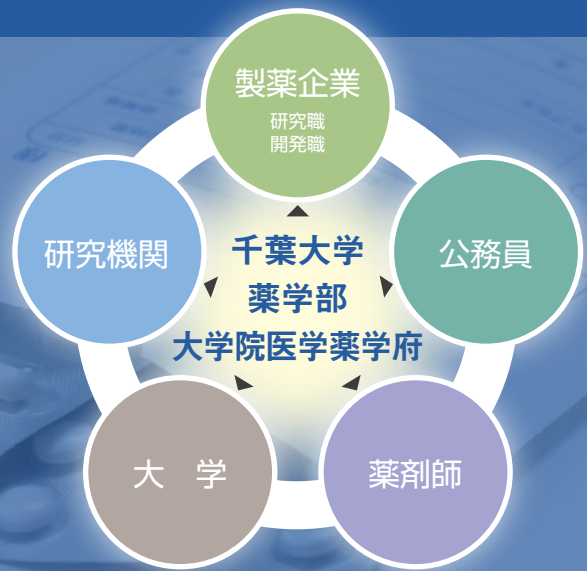 製薬企業
研究職
開発職
研究機関
千葉大学
薬学部
大学院医学薬学府
公務員
大 学
薬剤師